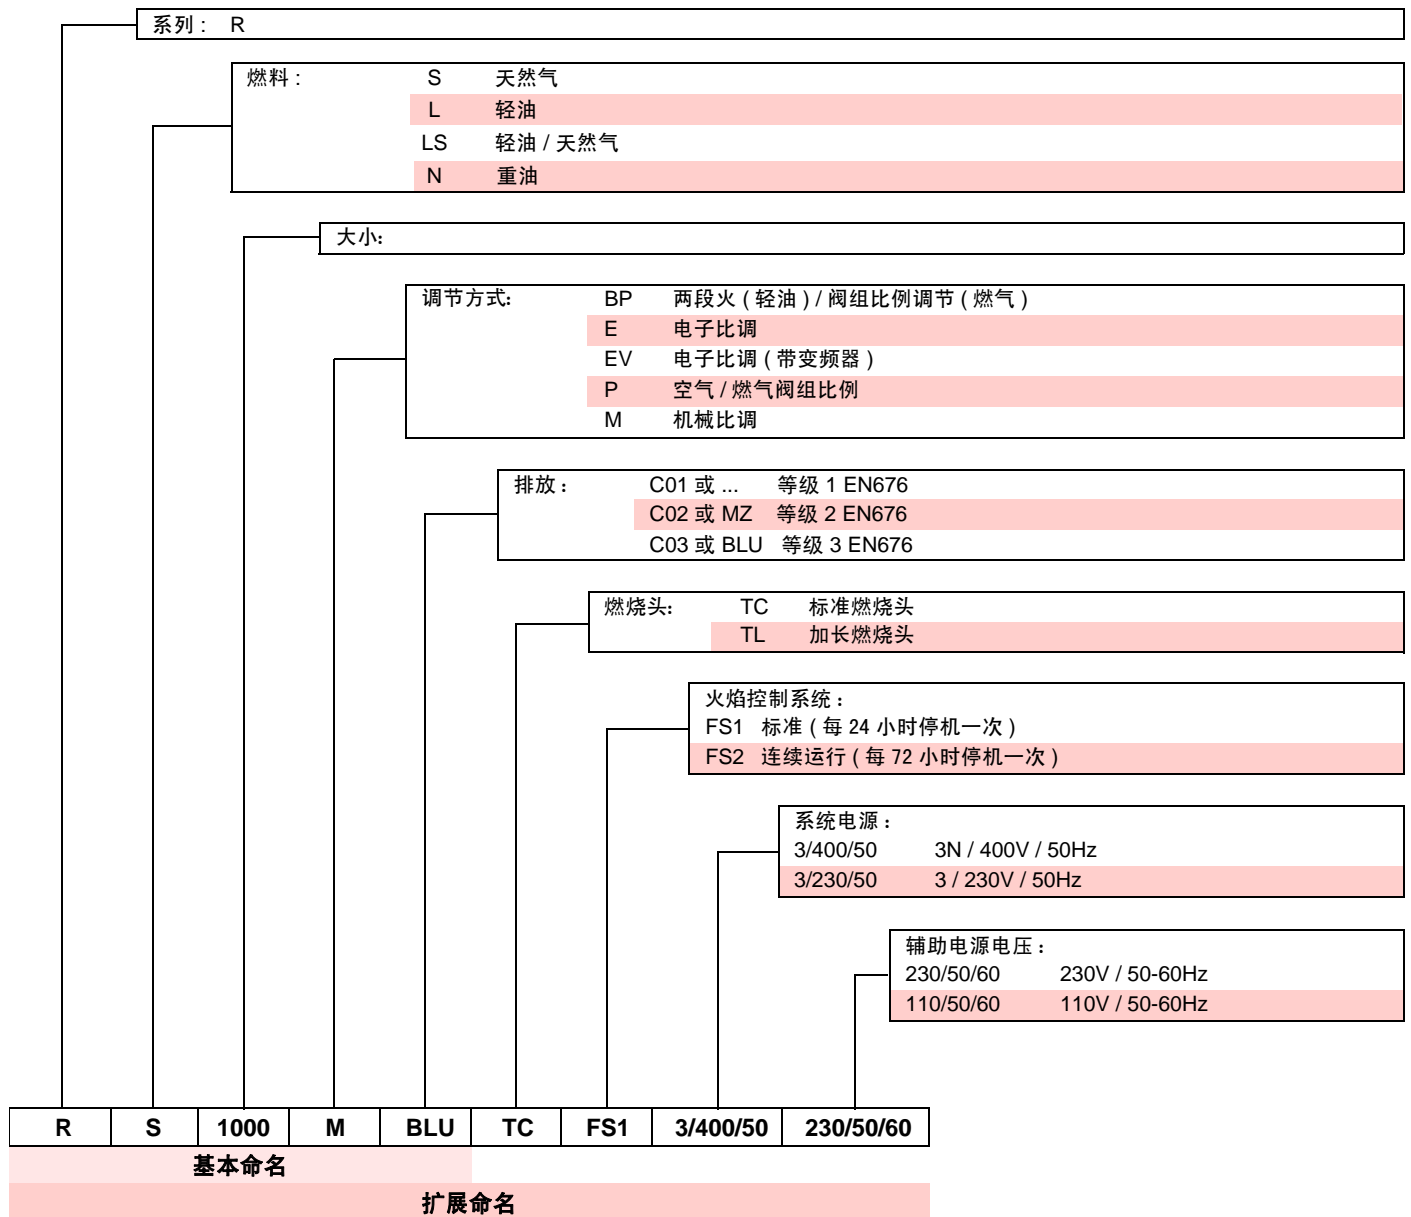 系列： R
燃料： S 天然气
L 轻油
LS 轻油 / 天然气
N 重油
大小:
调节方式: BP 两段火 ( 轻油 ) / 阀组比例调节 ( 燃气 )
E 电子比调
EV 电子比调 ( 带变频器 )
P 空气 / 燃气阀组比例
M 机械比调
排放： C01 或 ... 等级 1 EN676
C02 或 MZ 等级 2 EN676
C03 或 BLU 等级 3 EN676
燃烧头: TC 标准燃烧头
TL 加长燃烧头
火焰控制系统：
FS1 标准 ( 每 24 小时停机一次 )
FS2 连续运行 ( 每 72 小时停机一次 )
系统电源：
3/400/50 3N / 400V / 50Hz
3/230/50 3 / 230V / 50Hz
辅助电源电压：
230/50/60 230V / 50-60Hz
110/50/60 110V / 50-60Hz
R S 1000 M BLU TC FS1 3/400/50 230/50/60
基本命名
扩展命名